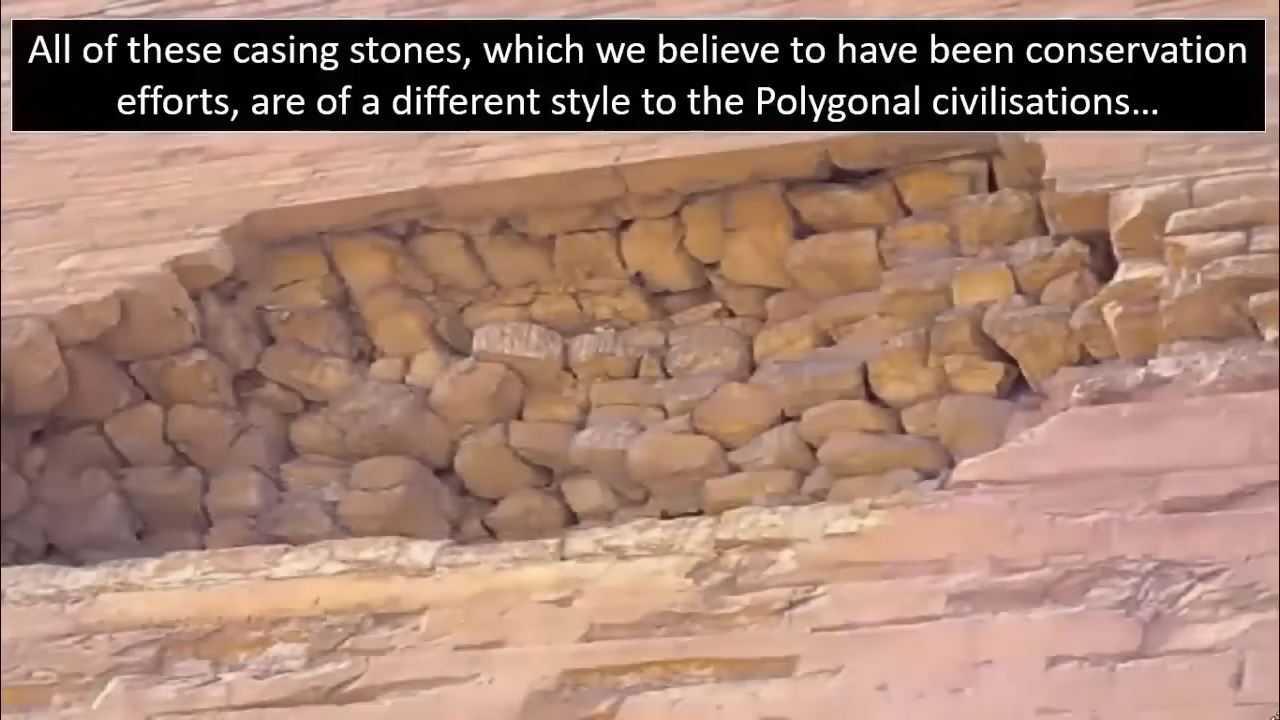 All of these casing stones, which we believe to have been conservation
efforts, are of a different style to the Polygonal civilisations...